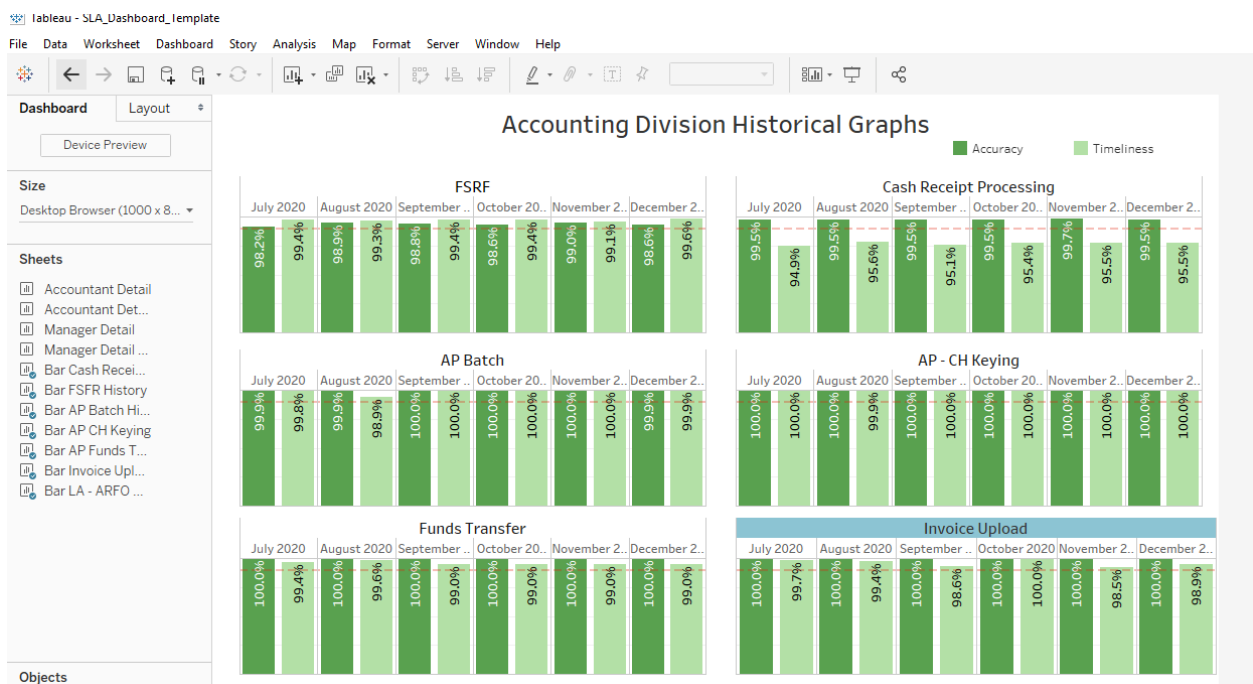 Tableau - SLA_Dashboard_Template
File Data Worksheet Dashboard Story Analysis Map Format Server Window Help
Dashboard Layout
Device Preview
Size
Desktop Browser (1000 x 8...
Sheets
Accountant Detail
Accountant Det...
Manager Detail
Manager Detail ...
Bar Cash Recei...
Bar FSFR History
Bar AP Batch Hi...
Bar AP CH Keying
Bar AP Funds T...
Bar Invoice Upl...
Bar LA - ARFO ...
Objects
Accounting Division Historical Graphs
Accuracy Timeliness
FSRF
July 2020 August 2020 September .. October 20.. November 2.. December 2..
98.2% 99.4% 98.9% 99.3% 98.8% 99.4% 98.6% 99.4% 99.0% 99.1% 98.6% 99.6%
Cash Receipt Processing
July 2020 August 2020 September .. October 20.. November 2.. December 2..
99.5% 94.9% 99.5% 95.6% 99.5% 95.1% 99.5% 95.4% 99.7% 95.5% 99.5% 95.5%
AP Batch
July 2020 August 2020 September .. October 20.. November 2.. December 2..
99.9% 99.8% 99.9% 98.9% 100.0% 100.0% 100.0% 100.0% 100.0% 100.0% 99.9% 99.9%
AP - CH Keying
July 2020 August 2020 September .. October 20.. November 2.. December 2..
100.0% 100.0% 100.0% 99.9% 100.0% 100.0% 100.0% 100.0% 100.0% 100.0% 100.0% 100.0%
Funds Transfer
July 2020 August 2020 September .. October 20.. November 2.. December 2..
100.0% 99.4% 100.0% 99.6% 100.0% 99.0% 100.0% 99.0% 100.0% 99.0% 100.0% 99.0%
Invoice Upload
July 2020 August 2020 September .. October 2020 November 2.. December 2..
100.0% 99.7% 100.0% 99.4% 100.0% 98.6% 100.0% 100.0% 100.0% 98.5% 100.0% 98.9%